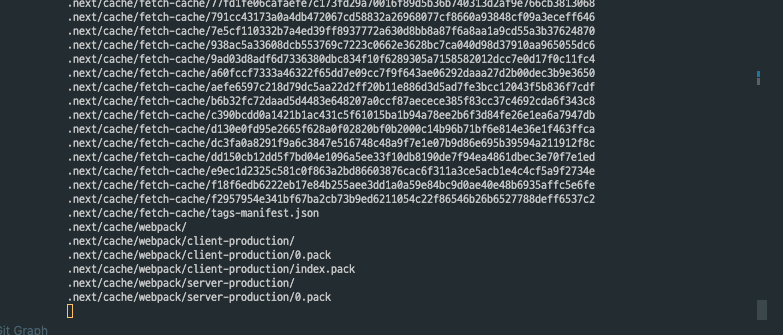 .next/cache/fetch-cache/77fd1fe06cafaefe7c173fd29a70016f89d5b36b740313d2af9e766cb3813068
.next/cache/fetch-cache/791cc43173a0a4db472067cd58832a26968077cf8660a93848cf09a3eceff646
.next/cache/fetch-cache/7e5cf110332b7a4ed39ff8937772a630d8bb8a87f6a8aa1a9cd55a3b37624870
.next/cache/fetch-cache/938ac5a33608dcb553769c7223c0662e3628bc7ca040d98d37910aa965055dc6
.next/cache/fetch-cache/9ad03d8adf6d7336380dbc834f10f6289305a7158582012dcc7e0d17f0c11fc4
.next/cache/fetch-cache/a60fccf7333a46322f65dd7e09cc7f9f643ae06292daaa27d2b00dec3b9e3650
.next/cache/fetch-cache/aefe6597c218d79dc5aa22d2ff20b11e886d3d5ad7fe3bcc12043f5b836f7cdf
.next/cache/fetch-cache/b6b32fc72daad5d4483e648207a0ccf87aecece385f83cc37c4692cda6f343c8
.next/cache/fetch-cache/c390bcdd0a1421b1ac431c5f61015ba1b94a78ee2b6f3d84fe26e1ea6a7947db
.next/cache/fetch-cache/d130e0fd95e2665f628a0f02820bf0b2000c14b96b71bf6e814e36e1f463ffca
.next/cache/fetch-cache/dc3fa0a8291f9a6c3847e516748c48a9f7e1e07b9d86e695b39594a211912f8c
.next/cache/fetch-cache/dd150cb12dd5f7bd04e1096a5ee33f10db8190de7f94ea4861dbec3e70f7e1ed
.next/cache/fetch-cache/e9ec1d2325c581c0f863a2bd86603876cac6f311a3ce5acb1e4c4cf5a9f2734e
.next/cache/fetch-cache/f18f6edb6222eb17e84b255aee3dd1a0a59e84bc9d0ae40e48b6935affc5e6fe
.next/cache/fetch-cache/f2957954e341bf67ba2cb73b9ed6211054c22f86546b26b6527788deff6537c2
.next/cache/fetch-cache/tags-manifest.json
.next/cache/webpack/
.next/cache/webpack/client-production/
.next/cache/webpack/client-production/0.pack
.next/cache/webpack/client-production/index.pack
.next/cache/webpack/server-production/
.next/cache/webpack/server-production/0.pack
Git Graph